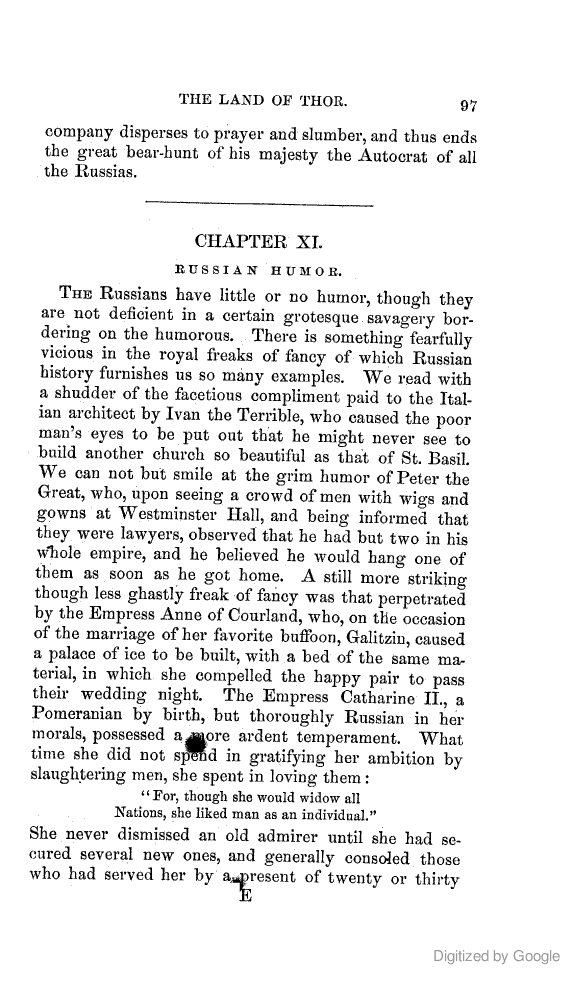 THE LAND OF THOR. 97
company disperses to prayer and slumber, and thus ends
the great bear-hunt of his majesty the Autocrat of all
the Russias.
CHAPTER XI.
RUSSIAN HUMOR.
THE Russians have little or no humor, though they
are not deficient in a certain grotesque savagery bor-
dering on the humorous. There is something fearfully
vicious in the royal freaks of fancy of which Russian
history furnishes us so many examples. We read with
a shudder of the facetious compliment paid to the Ital-
ian architect by Ivan the Terrible, who caused the poor
man's eyes to be put out that he might never see to
build another church so beautiful as that of St. Basil.
We can not but smile at the grim humor of Peter the
Great, who, upon seeing a crowd of men with wigs and
gowns at Westminster Hall, and being informed that
they were lawyers, observed that he had but two in his
whole empire, and he believed he would hang one of
them as soon as he got home. A still more striking
though less ghastly freak of fancy was that perpetrated
by the Empress Anne of Courland, who, on the occasion
of the marriage of her favorite buffoon, Galitzin, caused
a palace of ice to be built, with a bed of the same ma-
terial, in which she compelled the happy pair to pass
their wedding night. The Empress Catharine II., a
Pomeranian by birth, but thoroughly Russian in her
morals, possessed a more ardent temperament. What
time she did not spend in gratifying her ambition by
slaughtering men, she spent in loving them:
"For, though she would widow all
Nations, she liked man as an individual."
She never dismissed an old admirer until she had se-
cured several new ones, and generally consoled those
who had served her by a present of twenty or thirty
E
Digitized by Google